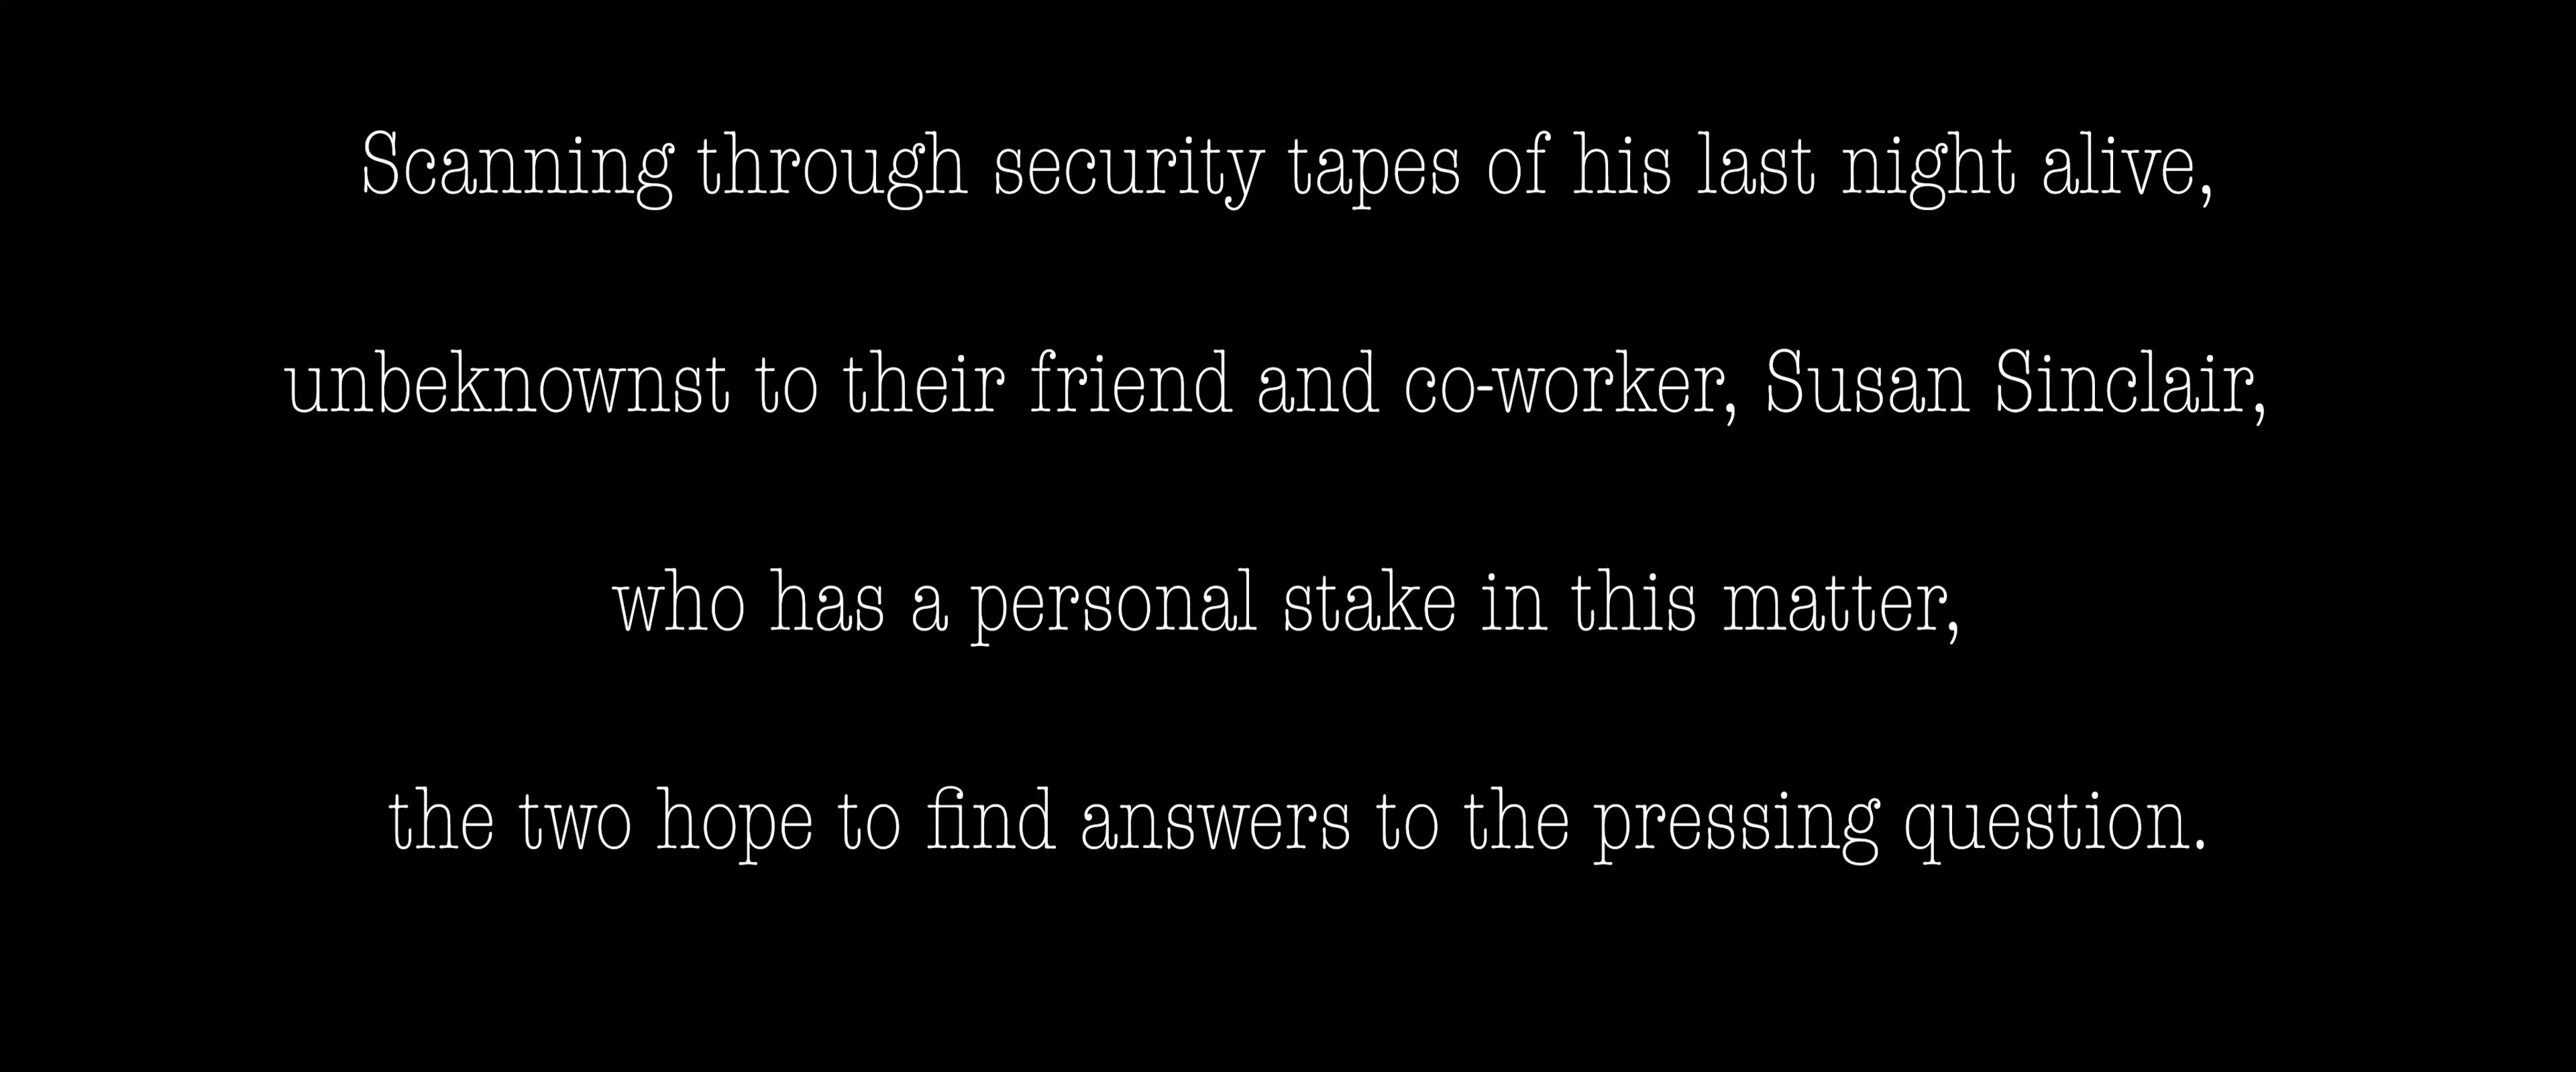 Scanning through security tapes of his last night alive,
unbeknownst to their friend and co-worker, Susan Sinclair,
who has a personal stake in this matter,
the two hope to find answers to the pressing question.